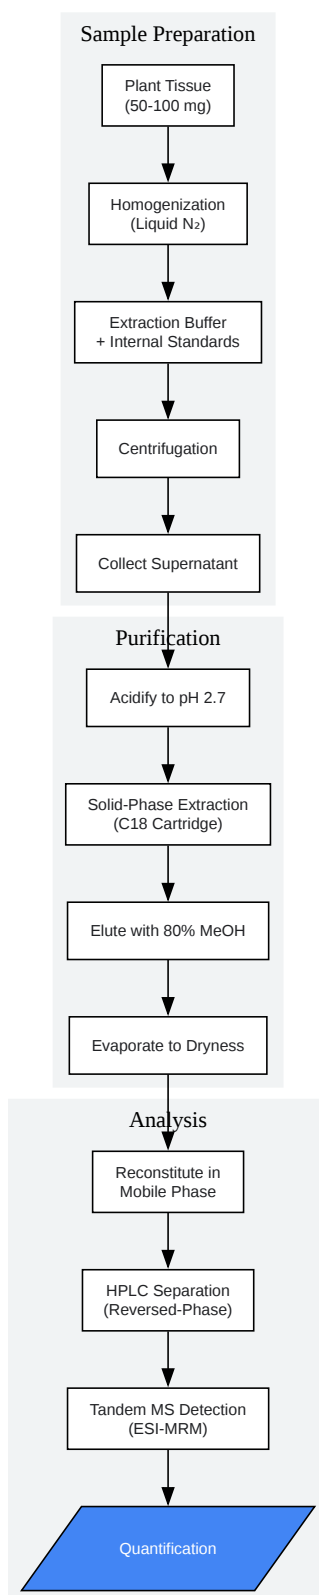 Sample Preparation
Plant Tissue
(50-100 mg)
Homogenization
(Liquid N₂)
Extraction Buffer
+ Internal Standards
Centrifugation
Collect Supernatant
Purification
Acidify to pH 2.7
Solid-Phase Extraction
(C18 Cartridge)
Elute with 80% MeOH
Evaporate to Dryness
Analysis
Reconstitute in
Mobile Phase
HPLC Separation
(Reversed-Phase)
Tandem MS Detection
(ESI-MRM)
Quantification